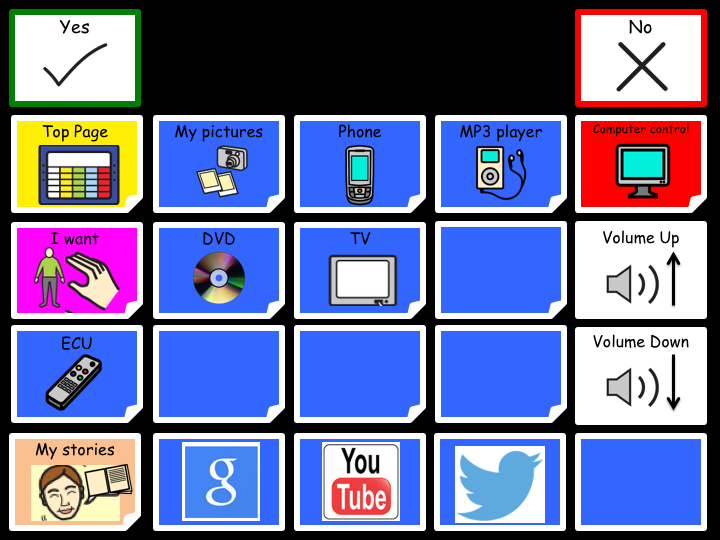 Yes
No
Top Page
My pictures
Phone
MP3 player
Computer control
I want
DVD
TV
Volume Up
ECU
Volume Down
My stories
g
You
Tube